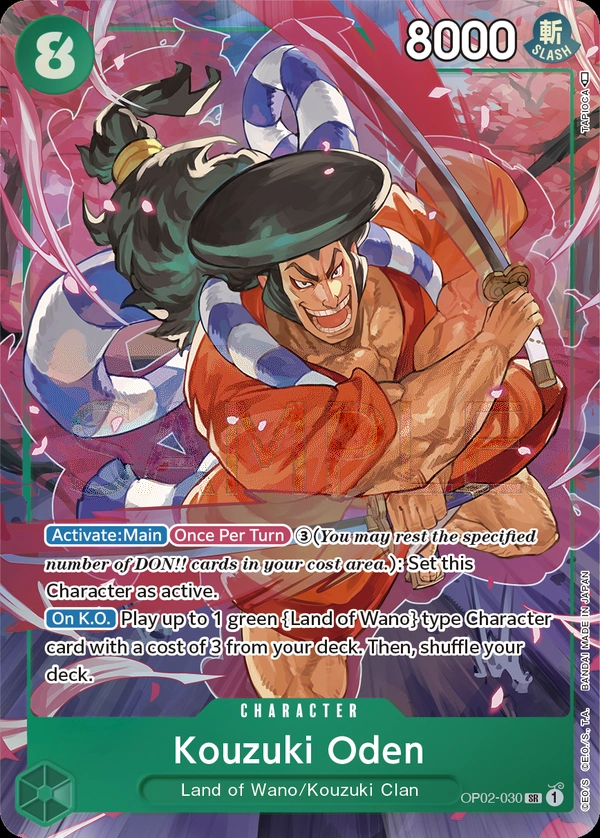 8
8000
斬
SLASH
TAPIOCA
SAMPLE
Activate:Main Once Per Turn ③(You may rest the specified
number of DON!! cards in your cost area.): Set this
Character as active.
On K.O. Play up to 1 green {Land of Wano} type Character
card with a cost of 3 from your deck. Then, shuffle your
deck.
CHARACTER
Kouzuki Oden
Land of Wano/Kouzuki Clan
OP02-030 SR 1
©E.O/S ©E.O./S., T.A. BANDAI MADE IN JAPAN